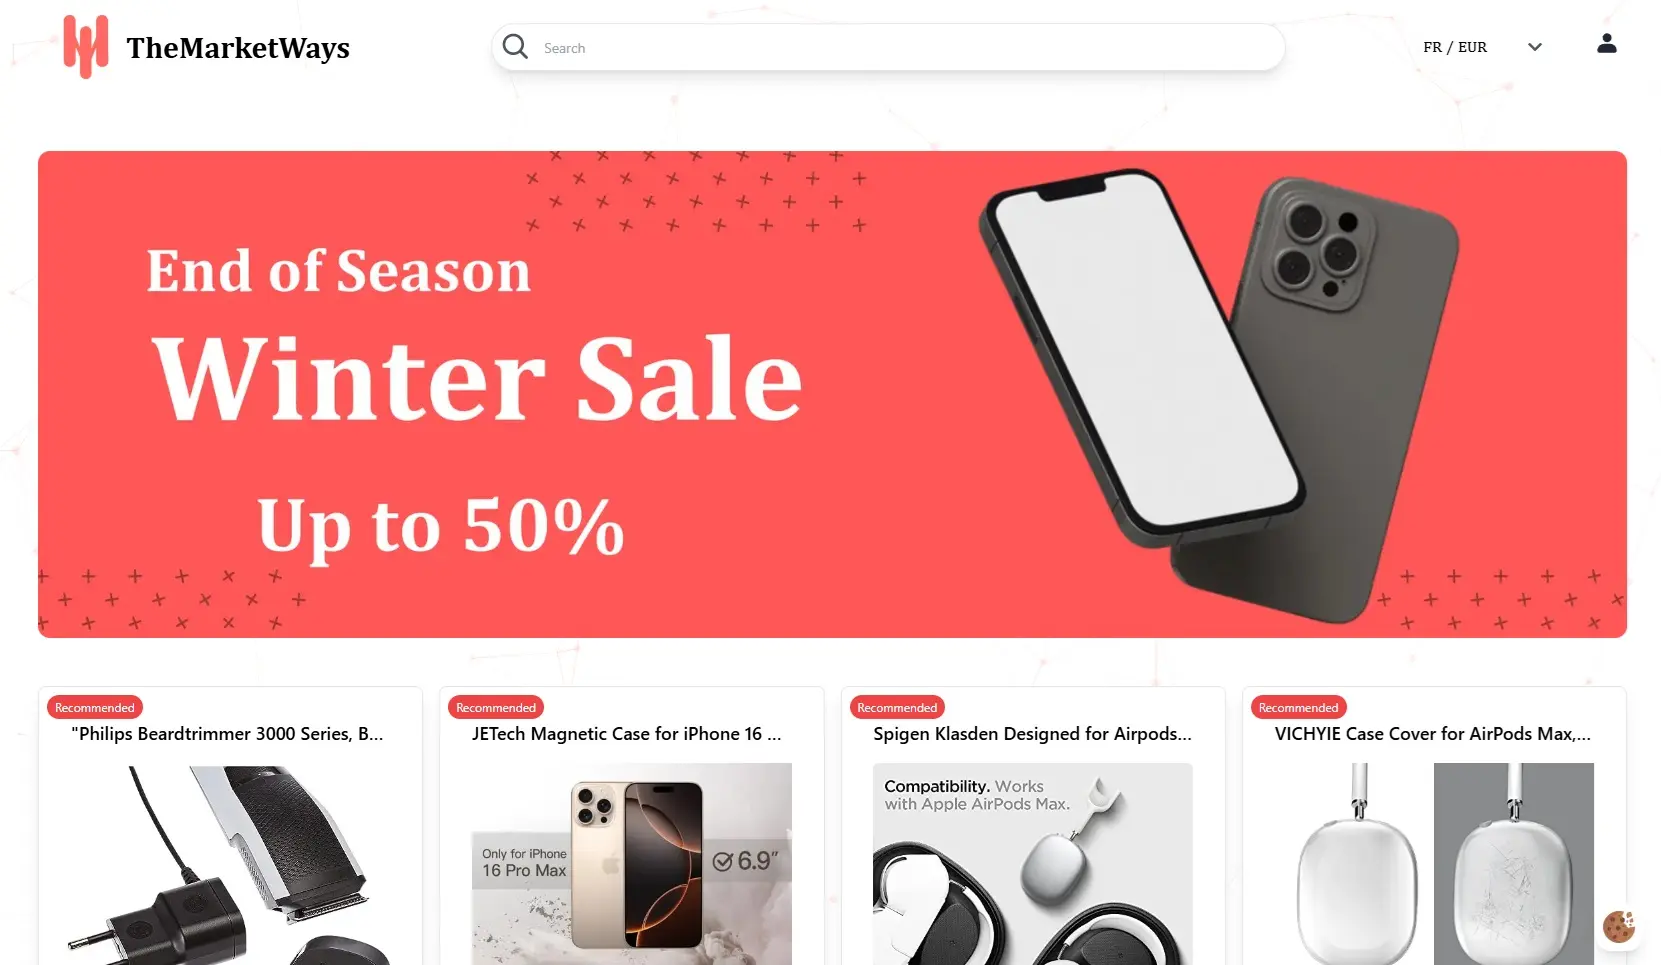 TheMarketWays
Search
FR / EUR
End of Season
Winter Sale
Up to 50%
Recommended
"Philips Beardtrimmer 3000 Series, B...
Recommended
JETech Magnetic Case for iPhone 16 ...
Only for iPhone
16 Pro Max
6.9"
Recommended
Spigen Klasden Designed for Airpods...
Compatibility. Works
with Apple AirPods Max.
Recommended
VICHYIE Case Cover for AirPods Max,...